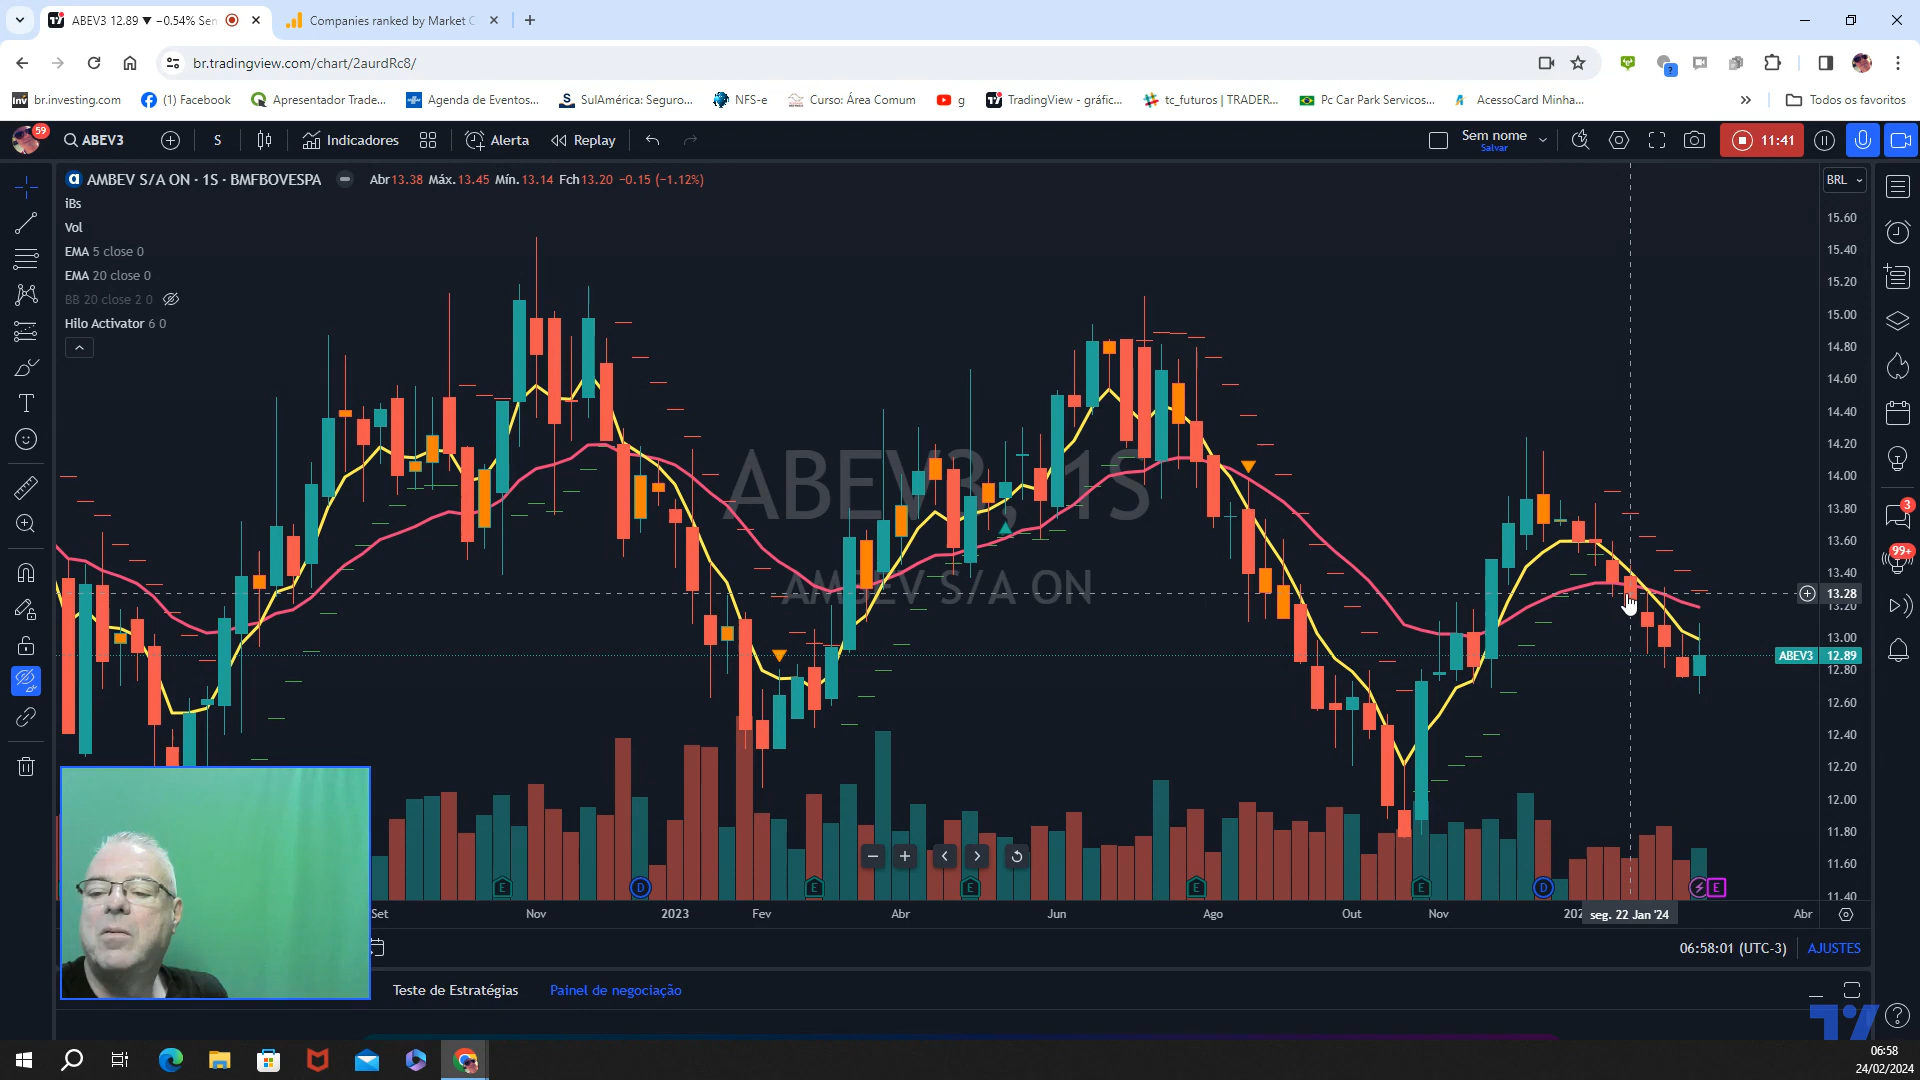 ABEV3 12.89 ▼ −0.54% Sen
Companies ranked by Market C
br.tradingview.com/chart/2aurdRc8/
br.investing.com
(1) Facebook
Apresentador Trade...
Agenda de Eventos...
SulAmérica: Seguro...
NFS-e
Curso: Área Comum
g
TradingView - gráfic...
tc_futuros | TRADER...
Pc Car Park Servicos...
AcessoCard Minha...
Todos os favoritos
59
ABEV3
S
Indicadores
Alerta
Replay
Sem nome
Salvar
11:41
AMBEV S/A ON · 1S · BMFBOVESPA
Abr13.38 Máx.13.45 Mín.13.14 Fch13.20 −0.15 (−1.12%)
BRL
iBs
Vol
EMA 5 close 0
EMA 20 close 0
BB 20 close 2 0
Hilo Activator 6 0
ABEV3, 1S
AMBEV S/A ON
15.60
15.40
15.20
15.00
14.80
14.60
14.40
14.20
14.00
13.80
13.60
13.40
13.28
13.20
13.00
ABEV3 12.89
12.80
12.60
12.40
12.20
12.00
11.80
11.60
11.40
3
99+
E
D
E
E
E
E
D
E
Set
Nov
2023
Fev
Abr
Jun
Ago
Out
Nov
202
seg. 22 Jan '24
Abr
06:58:01 (UTC-3)
AJUSTES
Teste de Estratégias
Painel de negociação
06:58
24/02/2024